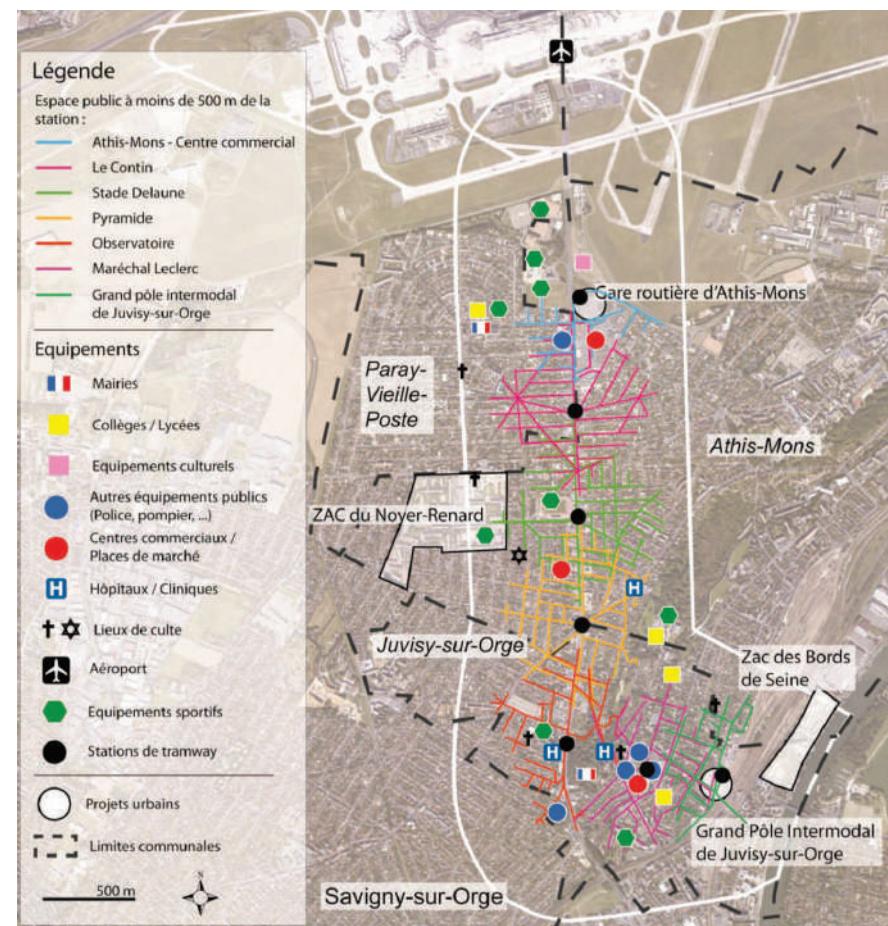 Légende
Espace public à moins de 500 m de la
station :
Athis-Mons - Centre commercial
Le Contin
Stade Delaune
Pyramide
Observatoire
Maréchal Leclerc
Grand pôle intermodal
de Juvisy-sur-Orge
Equipements
Mairies
Collèges / Lycées
Equipements culturels
Autres équipements publics
(Police, pompier, ...)
Centres commerciaux /
Places de marché
H
Hôpitaux / Cliniques
Lieux de culte
Aéroport
Equipements sportifs
Stations de tramway
Projets urbains
Limites communales
500 m
Gare routière d'Athis-Mons
Paray-
Vieille-
Poste
Athis-Mons
ZAC du Noyer-Renard
H
Juvisy-sur-Orge
Zac des Bords
de Seine
H
H
Grand Pôle Intermodal
de Juvisy-sur-Orge
Savigny-sur-Orge